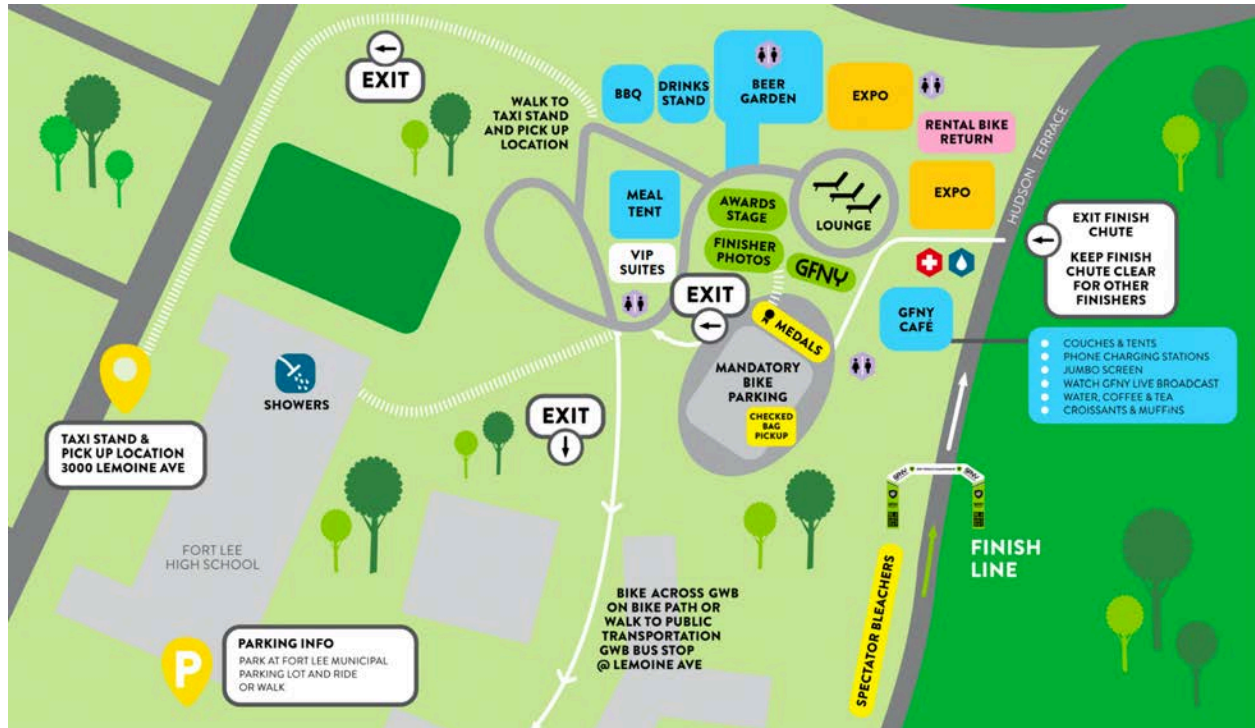 EXIT
WALK TO
TAXI STAND
AND PICK UP
LOCATION
BBQ
DRINKS
STAND
BEER
GARDEN
EXPO
RENTAL BIKE
RETURN
HUDSON TERRACE
MEAL
TENT
AWARDS
STAGE
LOUNGE
EXPO
VIP
SUITES
FINISHER
PHOTOS
GFNY
EXIT FINISH
CHUTE
KEEP FINISH
CHUTE CLEAR
FOR OTHER
FINISHERS
EXIT
MEDALS
GFNY
CAFÉ
MANDATORY
BIKE
PARKING
CHECKED
BAG
PICKUP
COUCHES & TENTS
PHONE CHARGING STATIONS
JUMBO SCREEN
WATCH GFNY LIVE BROADCAST
WATER, COFFEE & TEA
CROISSANTS & MUFFiNS
SHOWERS
EXIT
TAXI STAND &
PICK UP LOCATION
3000 LEMOINE AVE
GFNY
GFNY
FINISH
LINE
SPECTATOR BLEACHERS
FORT LEE
HIGH SCHOOL
BIKE ACROSS GWB
ON BIKE PATH OR
WALK TO PUBLIC
TRANSPORTATION
GWB BUS STOP
@ LEMOINE AVE
P
PARKING INFO
PARK AT FORT LEE MUNICIPAL
PARKING LOT AND RIDE
OR WALK